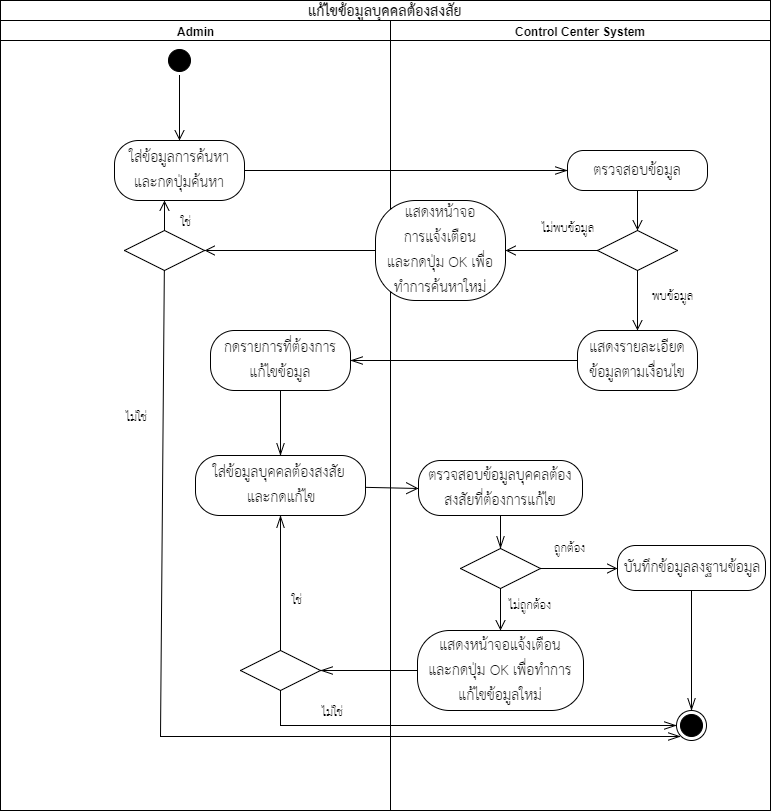 แก้ไขข้อมูลบุคคลต้องสงสัย
Admin
Control Center System
ใส่ข้อมูลการค้นหา
และกดปุ่มค้นหา
ตรวจสอบข้อมูล
ใช่
ไม่พบข้อมูล
แสดงหน้าจอ
การแจ้งเตือน
และกดปุ่ม OK เพื่อ
ทำการค้นหาใหม่
พบข้อมูล
กดรายการที่ต้องการ
แก้ไขข้อมูล
แสดงรายละเอียด
ข้อมูลตามเงื่อนไข
ไม่ใช่
ใส่ข้อมูลบุคคลต้องสงสัย
และกดแก้ไข
ตรวจสอบข้อมูลบุคคลต้อง
สงสัยที่ต้องการแก้ไข
ถูกต้อง
บันทึกข้อมูลลงฐานข้อมูล
ใช่
ไม่ถูกต้อง
แสดงหน้าจอแจ้งเตือน
และกดปุ่ม OK เพื่อทำการ
แก้ไขข้อมูลใหม่
ไม่ใช่